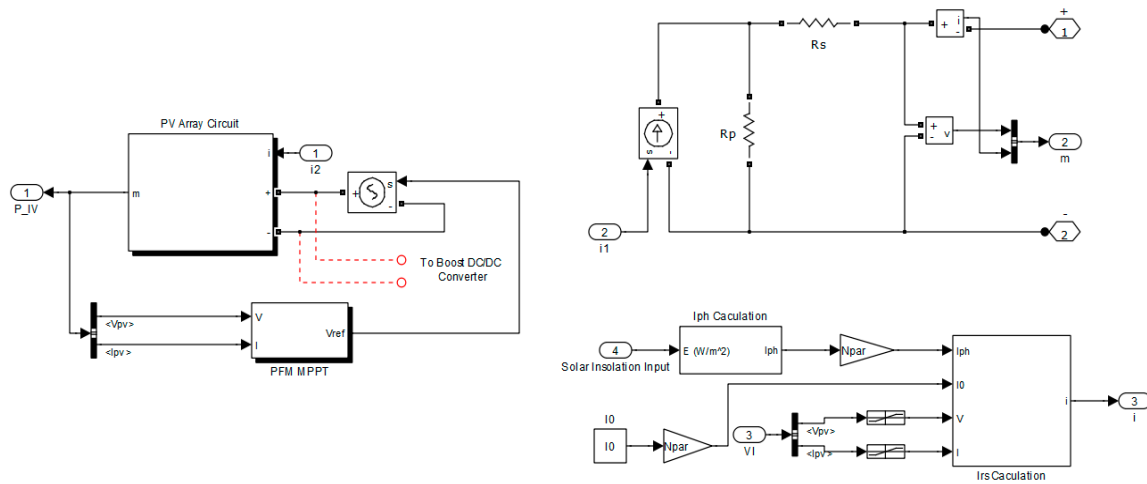 PV Array Circuit
i
1
i2
1
P_IV
m
+
-
+
s
-
To Boost DC/DC
Converter
<Vpv>
<Ipv>
V
I
Vref
PFM MPPT
Rs
+
i
-
+
1
+
s
-
Rp
+
-
v
2
m
2
i1
-
2
Iph Caculation
4
Solar Insolation Input
E (W/m^2)
Iph
Npar
Iph
I0
V
I
i
IrsCaculation
3
i
I0
I0
Npar
3
VI
<Vpv>
<Ipv>